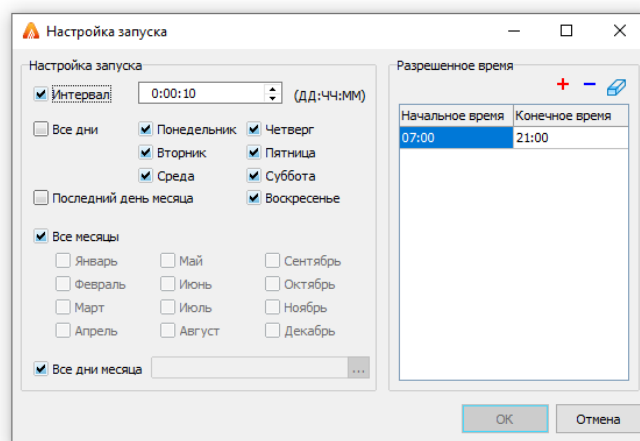 Настройка запуска
Настройка запуска
Интервал 0:00:10 (ДД:ЧЧ:ММ)
Все дни Понедельник Четверг
Вторник Пятница
Среда Суббота
Последний день месяца Воскресенье
Все месяцы
Январь Май Сентябрь
Февраль Июнь Октябрь
Март Июль Ноябрь
Апрель Август Декабрь
Все дни месяца ...
Разрешенное время
Начальное время Конечное время
07:00 21:00
OK Отмена